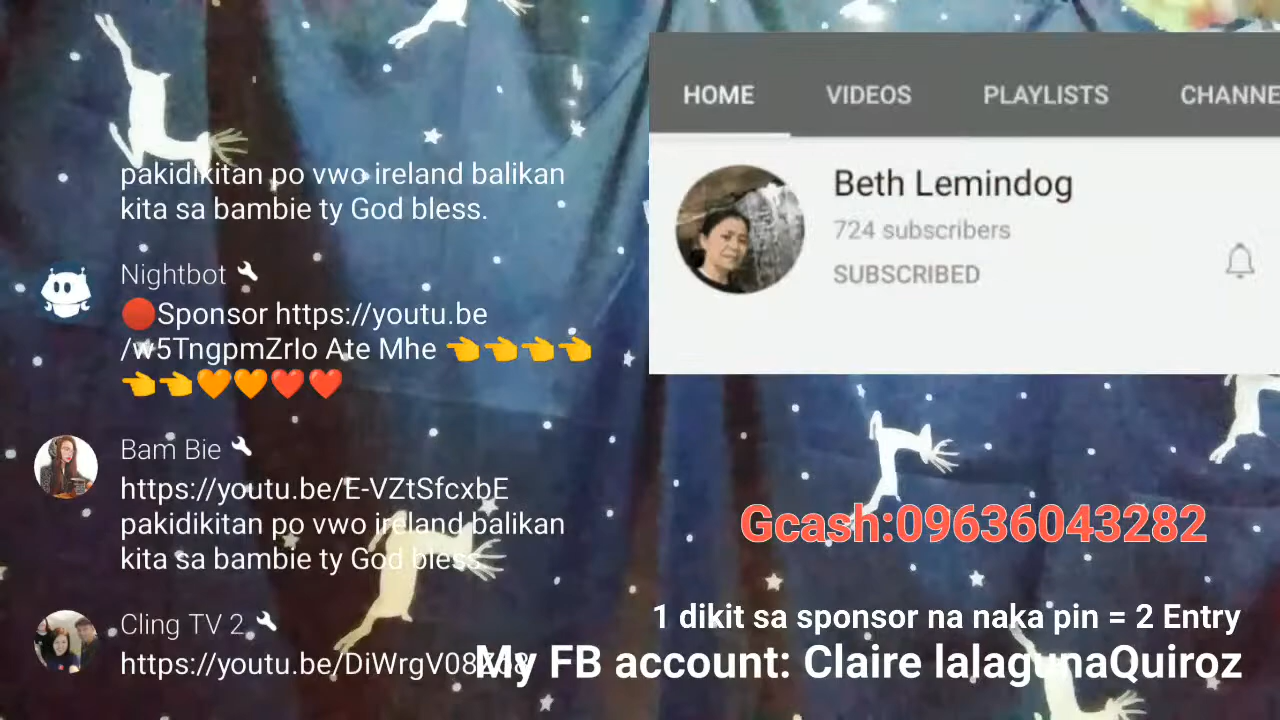 pakidikitan po vwo ireland balikan
kita sa bambie ty God bless.
Nightbot
🔴Sponsor https://youtu.be
/w5TngpmZrIo Ate Mhe 👈👈👈👈
👈👈🧡🧡❤️❤️
Bam Bie
https://youtu.be/E-VZtSfcxbE
pakidikitan po vwo ireland balikan
kita sa bambie ty God bless.
Cling TV 2
HOME VIDEOS PLAYLISTS CHANNE
Beth Lemindog
724 subscribers
SUBSCRIBED
Gcash:09636043282
1 dikit sa sponsor na naka pin = 2 Entry
My FB account: Claire lalagunaQuiroz